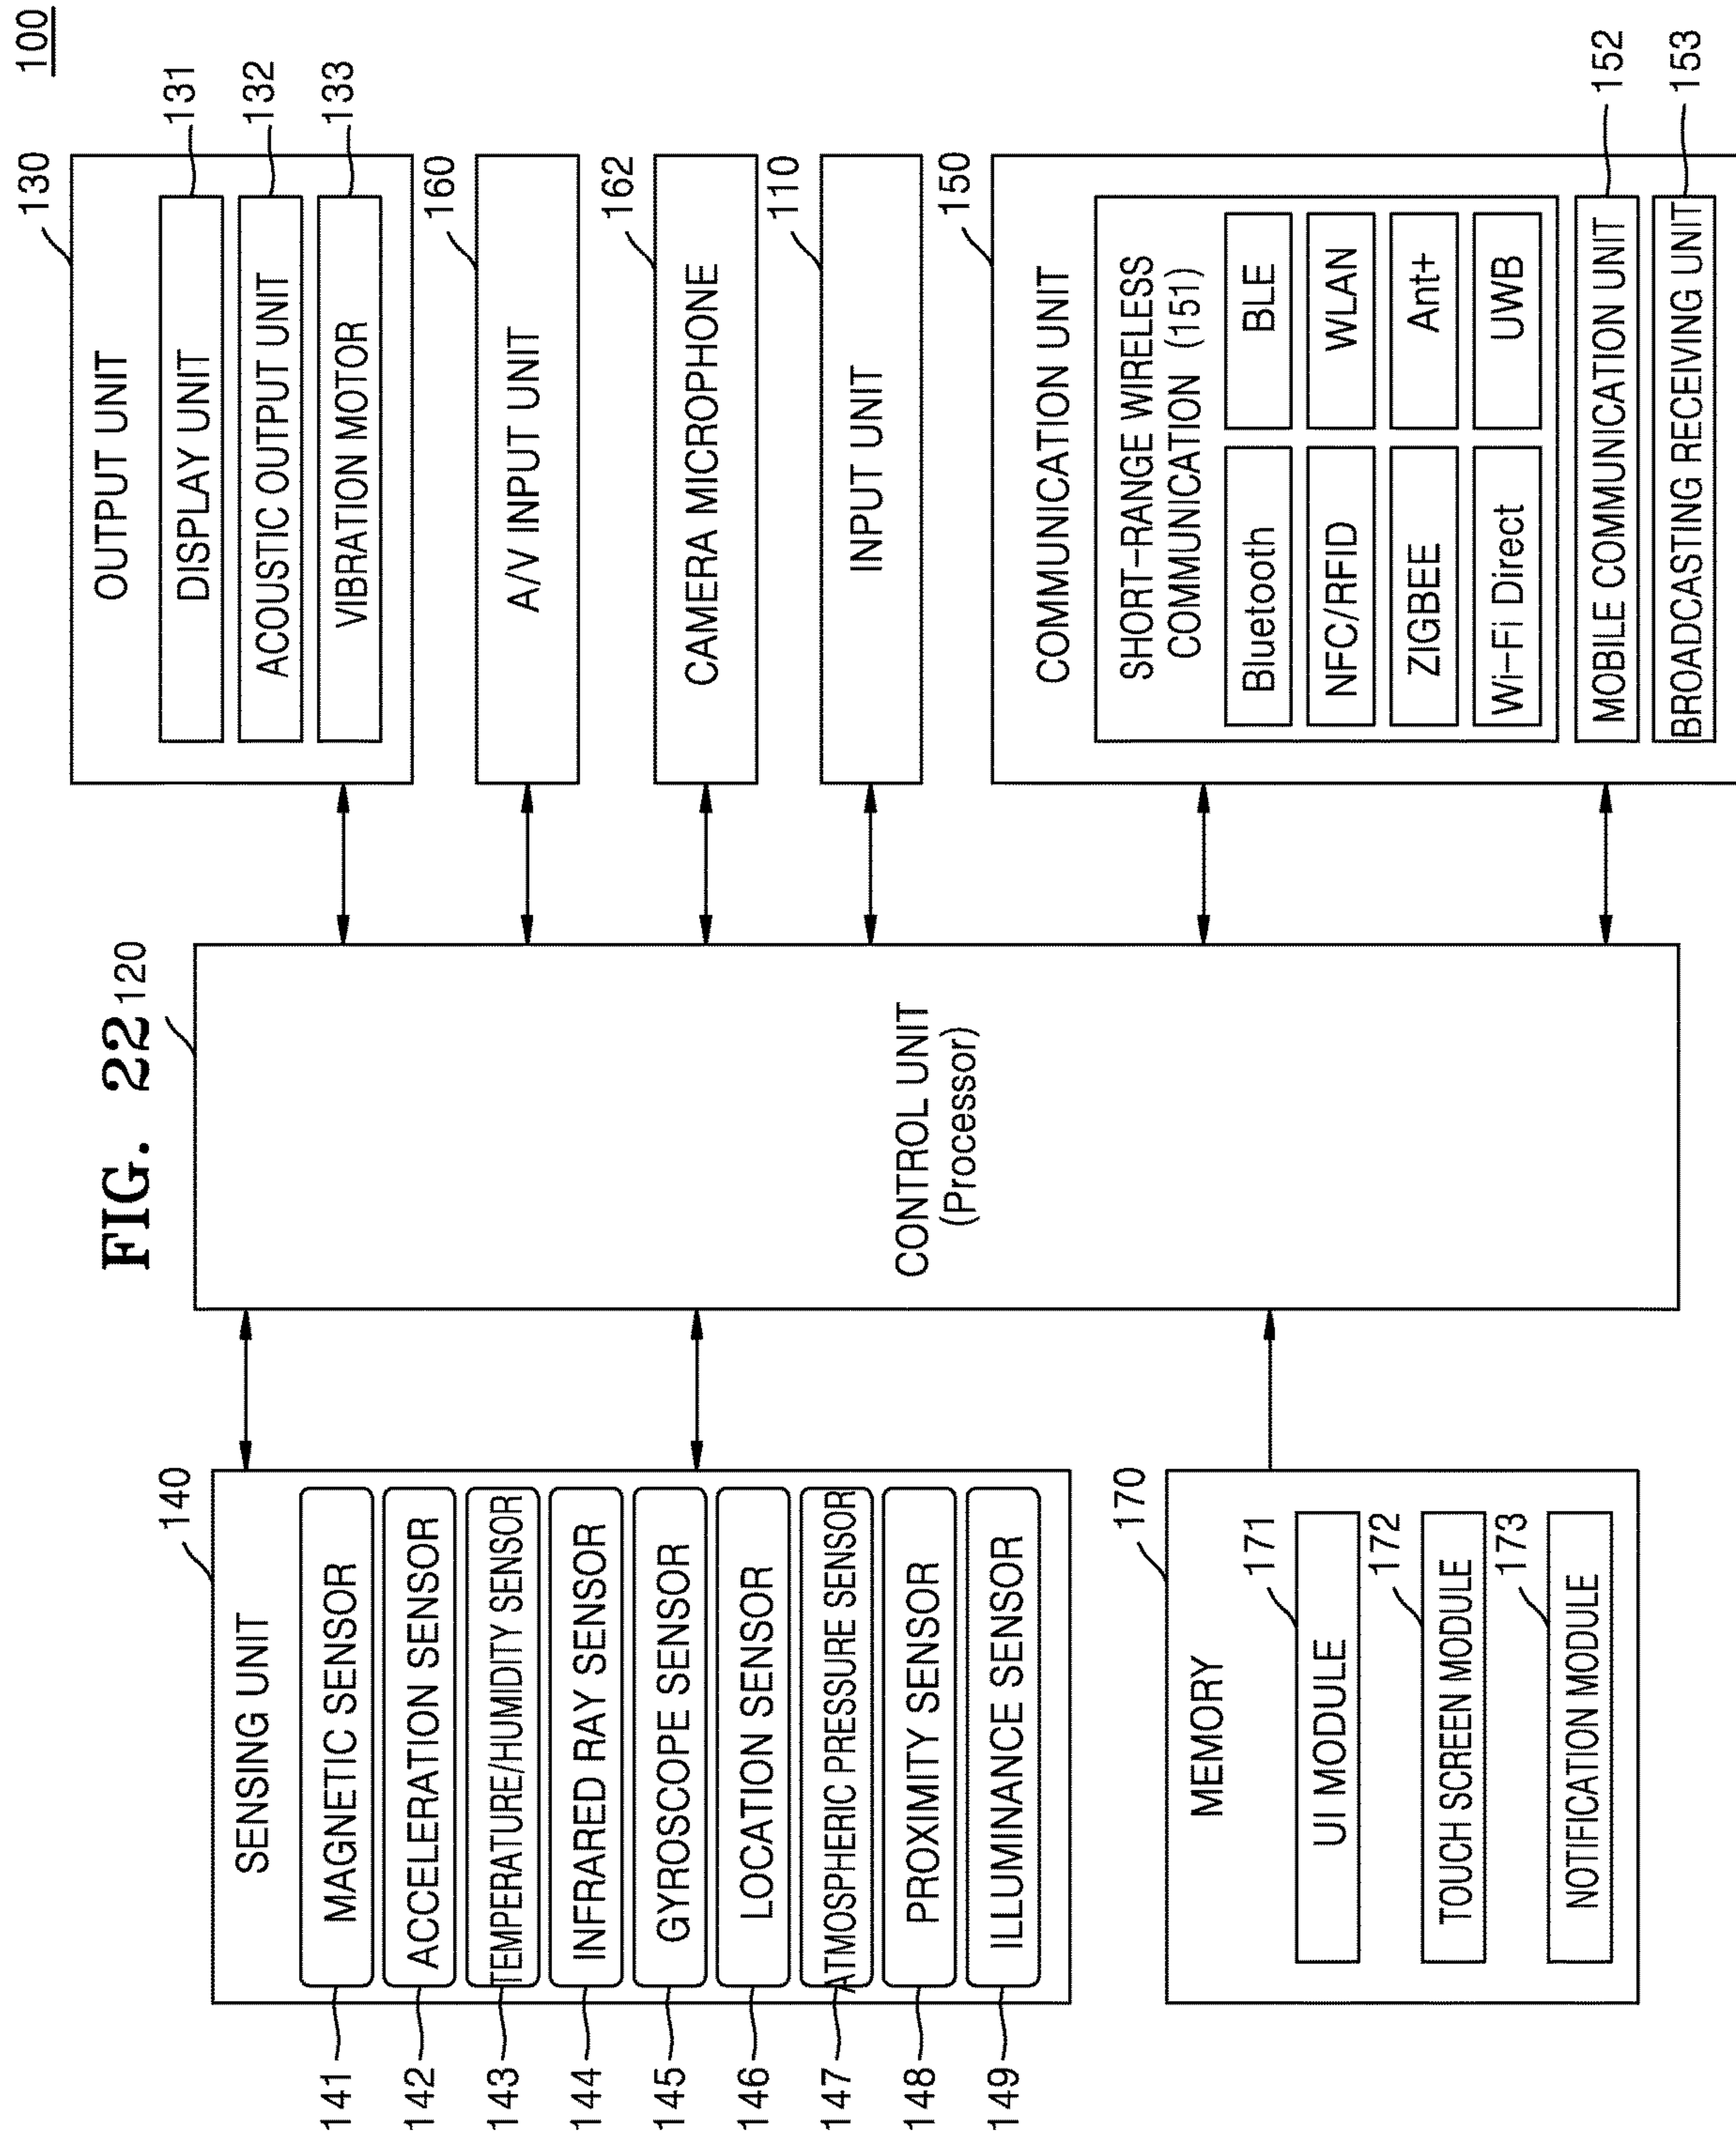 FIG. 22
100
140
SENSING UNIT
141
MAGNETIC SENSOR
142
ACCELERATION SENSOR
143
TEMPERATURE/HUMIDITY SENSOR
144
INFRARED RAY SENSOR
145
GYROSCOPE SENSOR
146
LOCATION SENSOR
147
ATMOSPHERIC PRESSURE SENSOR
148
PROXIMITY SENSOR
149
ILLUMINANCE SENSOR
170
MEMORY
171
UI MODULE
172
TOUCH SCREEN MODULE
173
NOTIFICATION MODULE
120
CONTROL UNIT
(Processor)
130
OUTPUT UNIT
DISPLAY UNIT
131
ACOUSTIC OUTPUT UNIT
132
VIBRATION MOTOR
133
160
A/V INPUT UNIT
162
CAMERA MICROPHONE
110
INPUT UNIT
150
COMMUNICATION UNIT
SHORT-RANGE WIRELESS
COMMUNICATION (151)
Bluetooth
BLE
NFC/RFID
WLAN
ZIGBEE
Ant+
Wi-Fi Direct
UWB
MOBILE COMMUNICATION UNIT
152
BROADCASTING RECEIVING UNIT
153